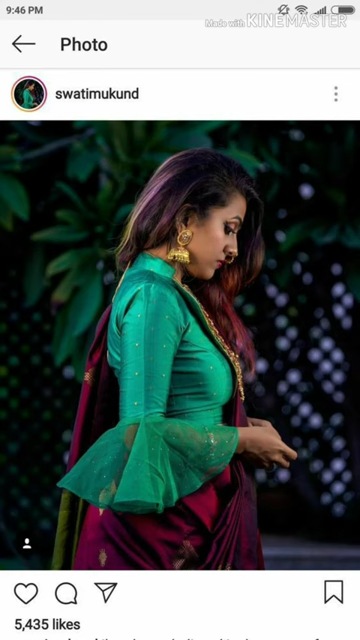 9:46 PM
Made with KINEMASTER
Photo
swatimukund
5,435 likes